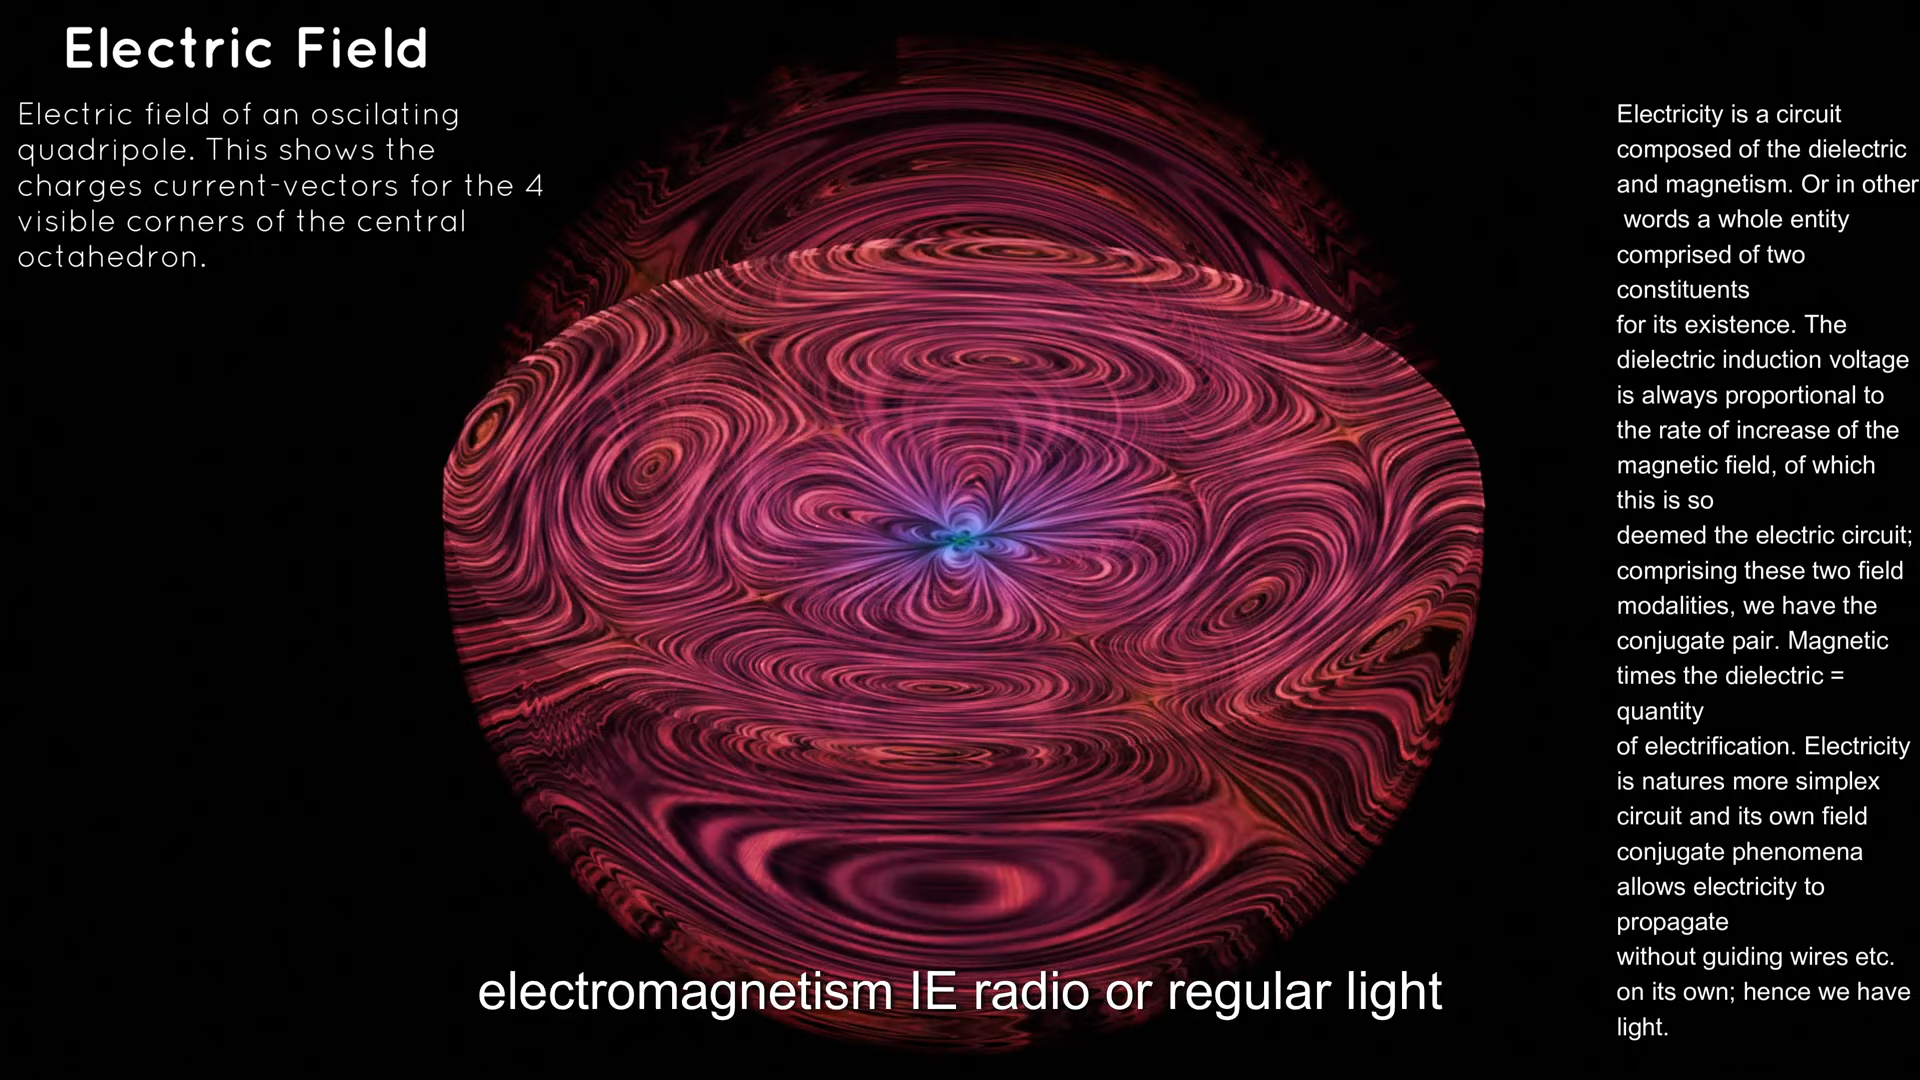 Electric Field
Electric field of an oscilating
quadripole. This shows the
charges current-vectors for the 4
visible corners of the central
octahedron.
Electricity is a circuit
composed of the dielectric
and magnetism. Or in other
words a whole entity
comprised of two
constituents
for its existence. The
dielectric induction voltage
is always proportional to
the rate of increase of the
magnetic field, of which
this is so
deemed the electric circuit;
comprising these two field
modalities, we have the
conjugate pair. Magnetic
times the dielectric =
quantity
of electrification. Electricity
is natures more simplex
circuit and its own field
conjugate phenomena
allows electricity to
propagate
without guiding wires etc.
on its own; hence we have
light.
electromagnetism IE radio or regular light